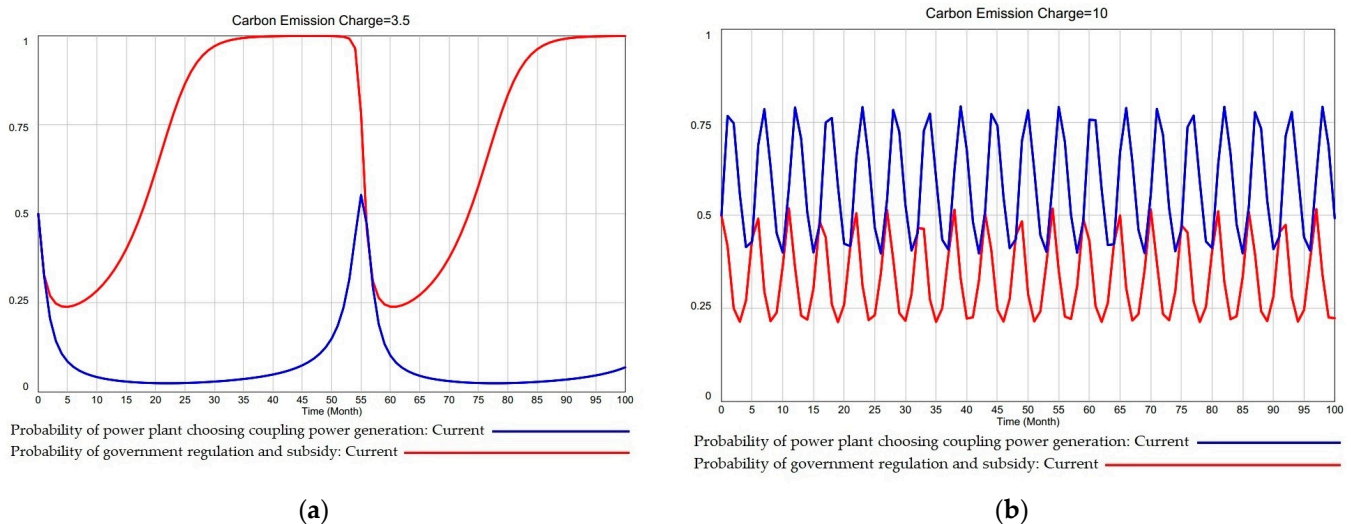 Carbon Emission Charge=3.5
1
0.75
0.5
0.25
0
0 5 10 15 20 25 30 35 40 45 50 55 60 65 70 75 80 85 90 95 100
Time (Month)
Probability of power plant choosing coupling power generation: Current
Probability of government regulation and subsidy: Current
(a)
Carbon Emission Charge=10
1
0.75
0.5
0.25
0
0 5 10 15 20 25 30 35 40 45 50 55 60 65 70 75 80 85 90 95 100
Time (Month)
Probability of power plant choosing coupling power generation: Current
Probability of government regulation and subsidy: Current
(b)